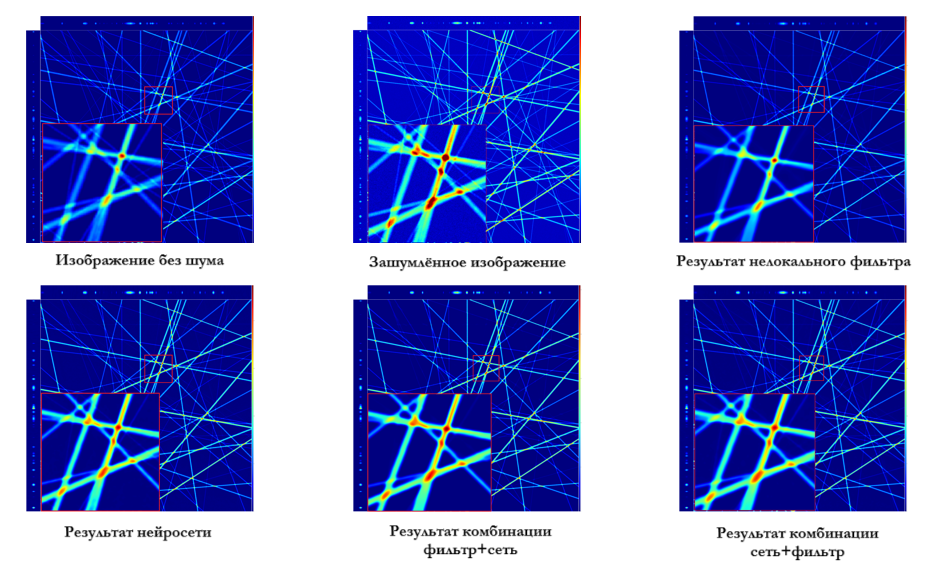 Изображение без шума
Зашумлённое изображение
Результат нелокального фильтра
Результат нейросети
Результат комбинации
фильтр+сеть
Результат комбинации
сеть+фильтр